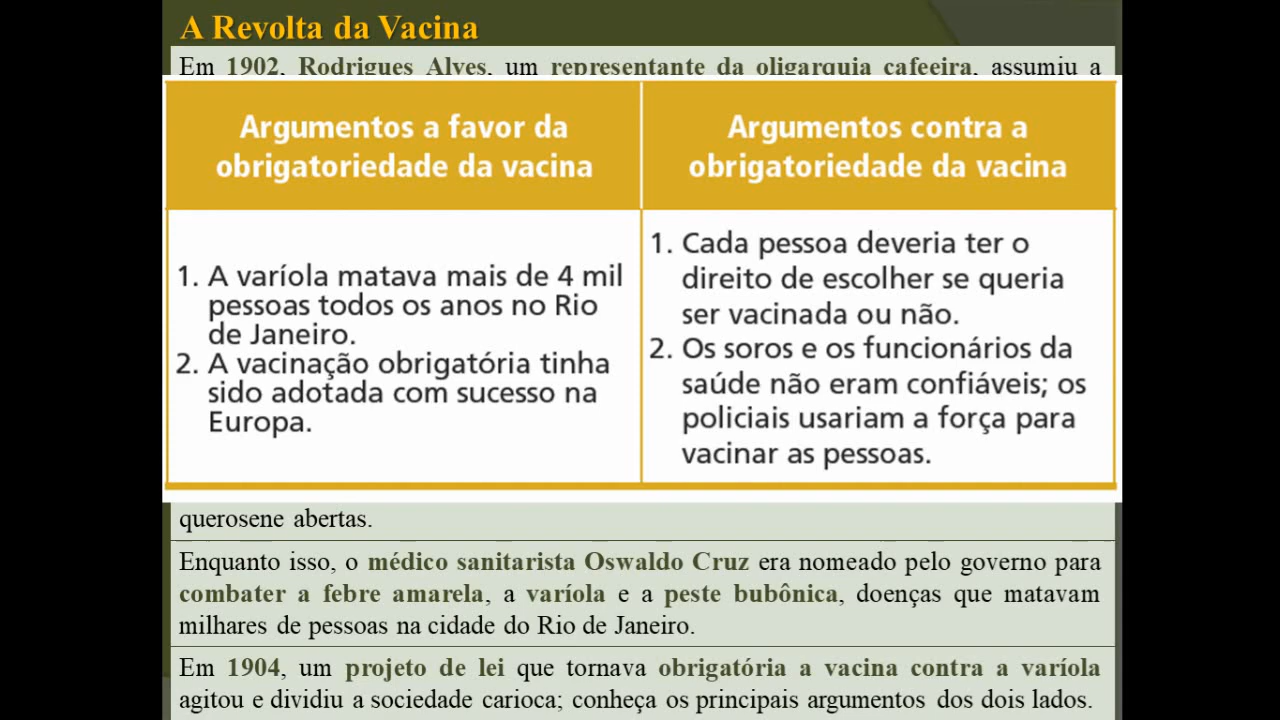 A Revolta da Vacina
Em 1902, Rodrigues Alves, um representante da oligarquia cafeeira, assumiu a
Argumentos a favor da
obrigatoriedade da vacina
1. A varíola matava mais de 4 mil
pessoas todos os anos no Rio
de Janeiro.
2. A vacinação obrigatória tinha
sido adotada com sucesso na
Europa.
Argumentos contra a
obrigatoriedade da vacina
1. Cada pessoa deveria ter o
direito de escolher se queria
ser vacinada ou não.
2. Os soros e os funcionários da
saúde não eram confiáveis; os
policiais usariam a força para
vacinar as pessoas.
querosene abertas.
Enquanto isso, o médico sanitarista Oswaldo Cruz era nomeado pelo governo para
combater a febre amarela, a varíola e a peste bubônica, doenças que matavam
milhares de pessoas na cidade do Rio de Janeiro.
Em 1904, um projeto de lei que tornava obrigatória a vacina contra a varíola
agitou e dividiu a sociedade carioca; conheça os principais argumentos dos dois lados.